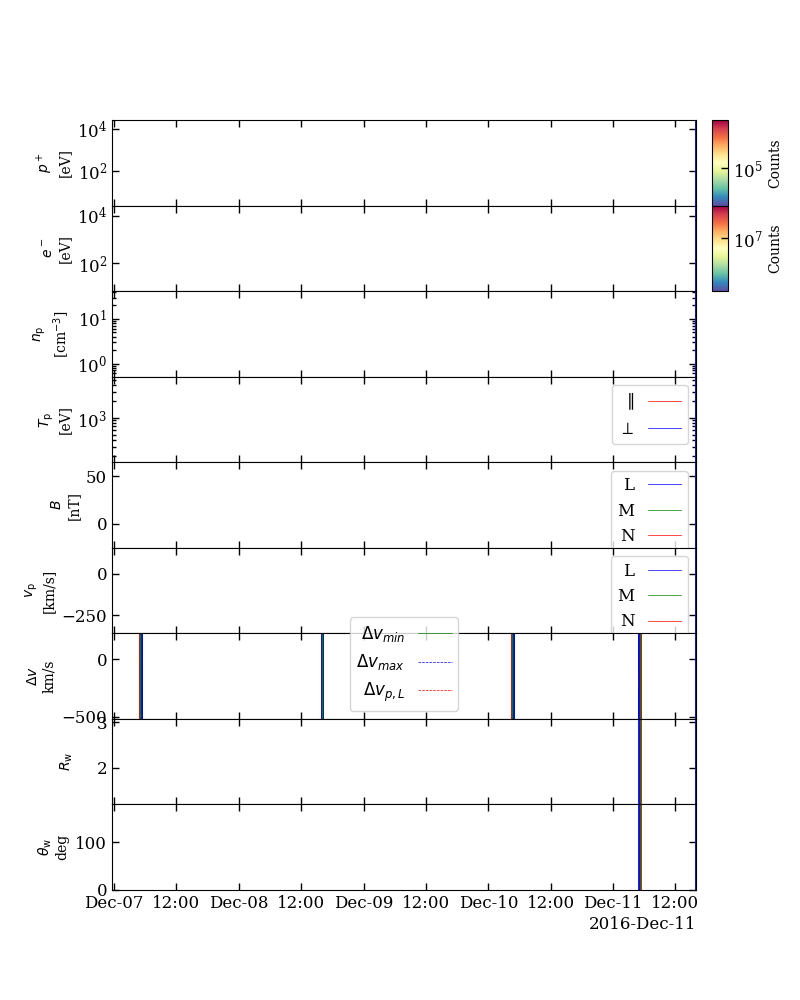 10⁴
10²
p⁺
[eV]
10⁵
Counts
10⁴
10²
e⁻
[eV]
10⁷
Counts
10¹
10⁰
nₚ
[cm⁻³]
10³
Tₚ
[eV]
∥
⊥
50
0
B
[nT]
L
M
N
0
−250
vₚ
[km/s]
L
M
N
0
−500
Δv
km/s
Δv_min
Δv_max
Δv_p,L
3
2
R_w
100
0
θ_w
deg
Dec-07 12:00 Dec-08 12:00 Dec-09 12:00 Dec-10 12:00 Dec-11 12:00
2016-Dec-11